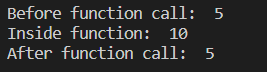 Before function call:  5
Inside function:  10
After function call:  5